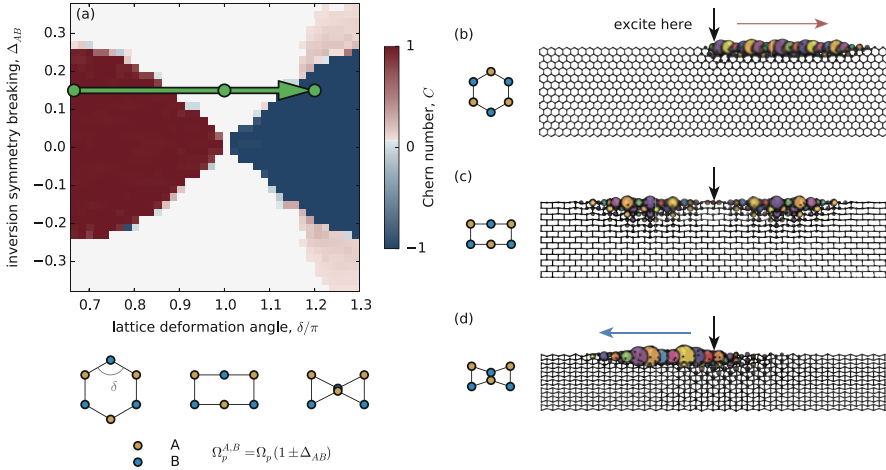 (a)
0.3
0.2
0.1
0.0
−0.1
−0.2
−0.3
inversion symmetry breaking, Δ_AB
0.7 0.8 0.9 1.0 1.1 1.2 1.3
lattice deformation angle, δ/π
1
0
−1
Chern number, C
δ
A
B
Ω_p^{A,B} = Ω_p(1±Δ_AB)
excite here
(b)
(c)
(d)